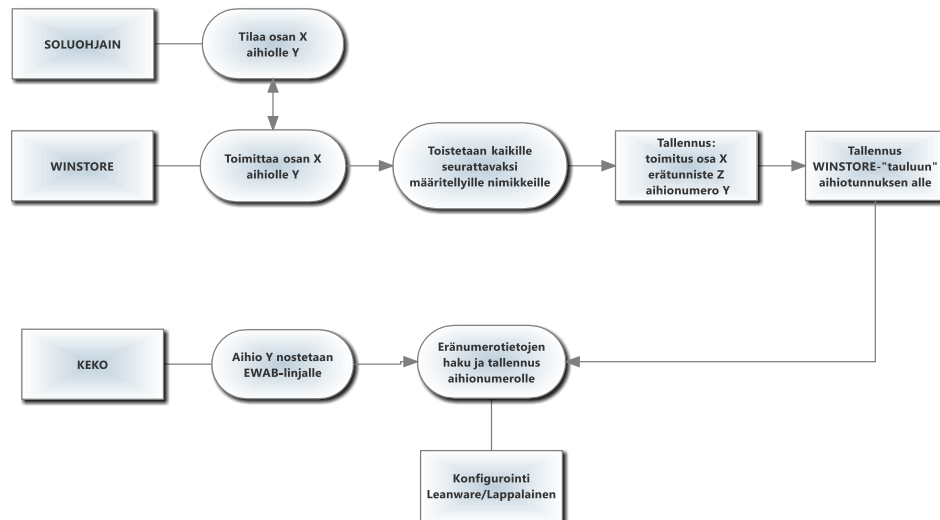 SOLUOHJAIN
Tilaa osan X
aihiolle Y
WINSTORE
Toimittaa osan X
aihiolle Y
Toistetaan kaikille
seurattavaksi
määritellyille nimikkeille
Tallennus:
toimitus osa X
erätunniste Z
aihionumero Y
Tallennus
WINSTORE-"tauluun"
aihiotunnuksen alle
KEKO
Aihio Y nostetaan
EWAB-linjalle
Eränumerotietojen
haku ja tallennus
aihionumerolle
Konfigurointi
Leanware/Lappalainen